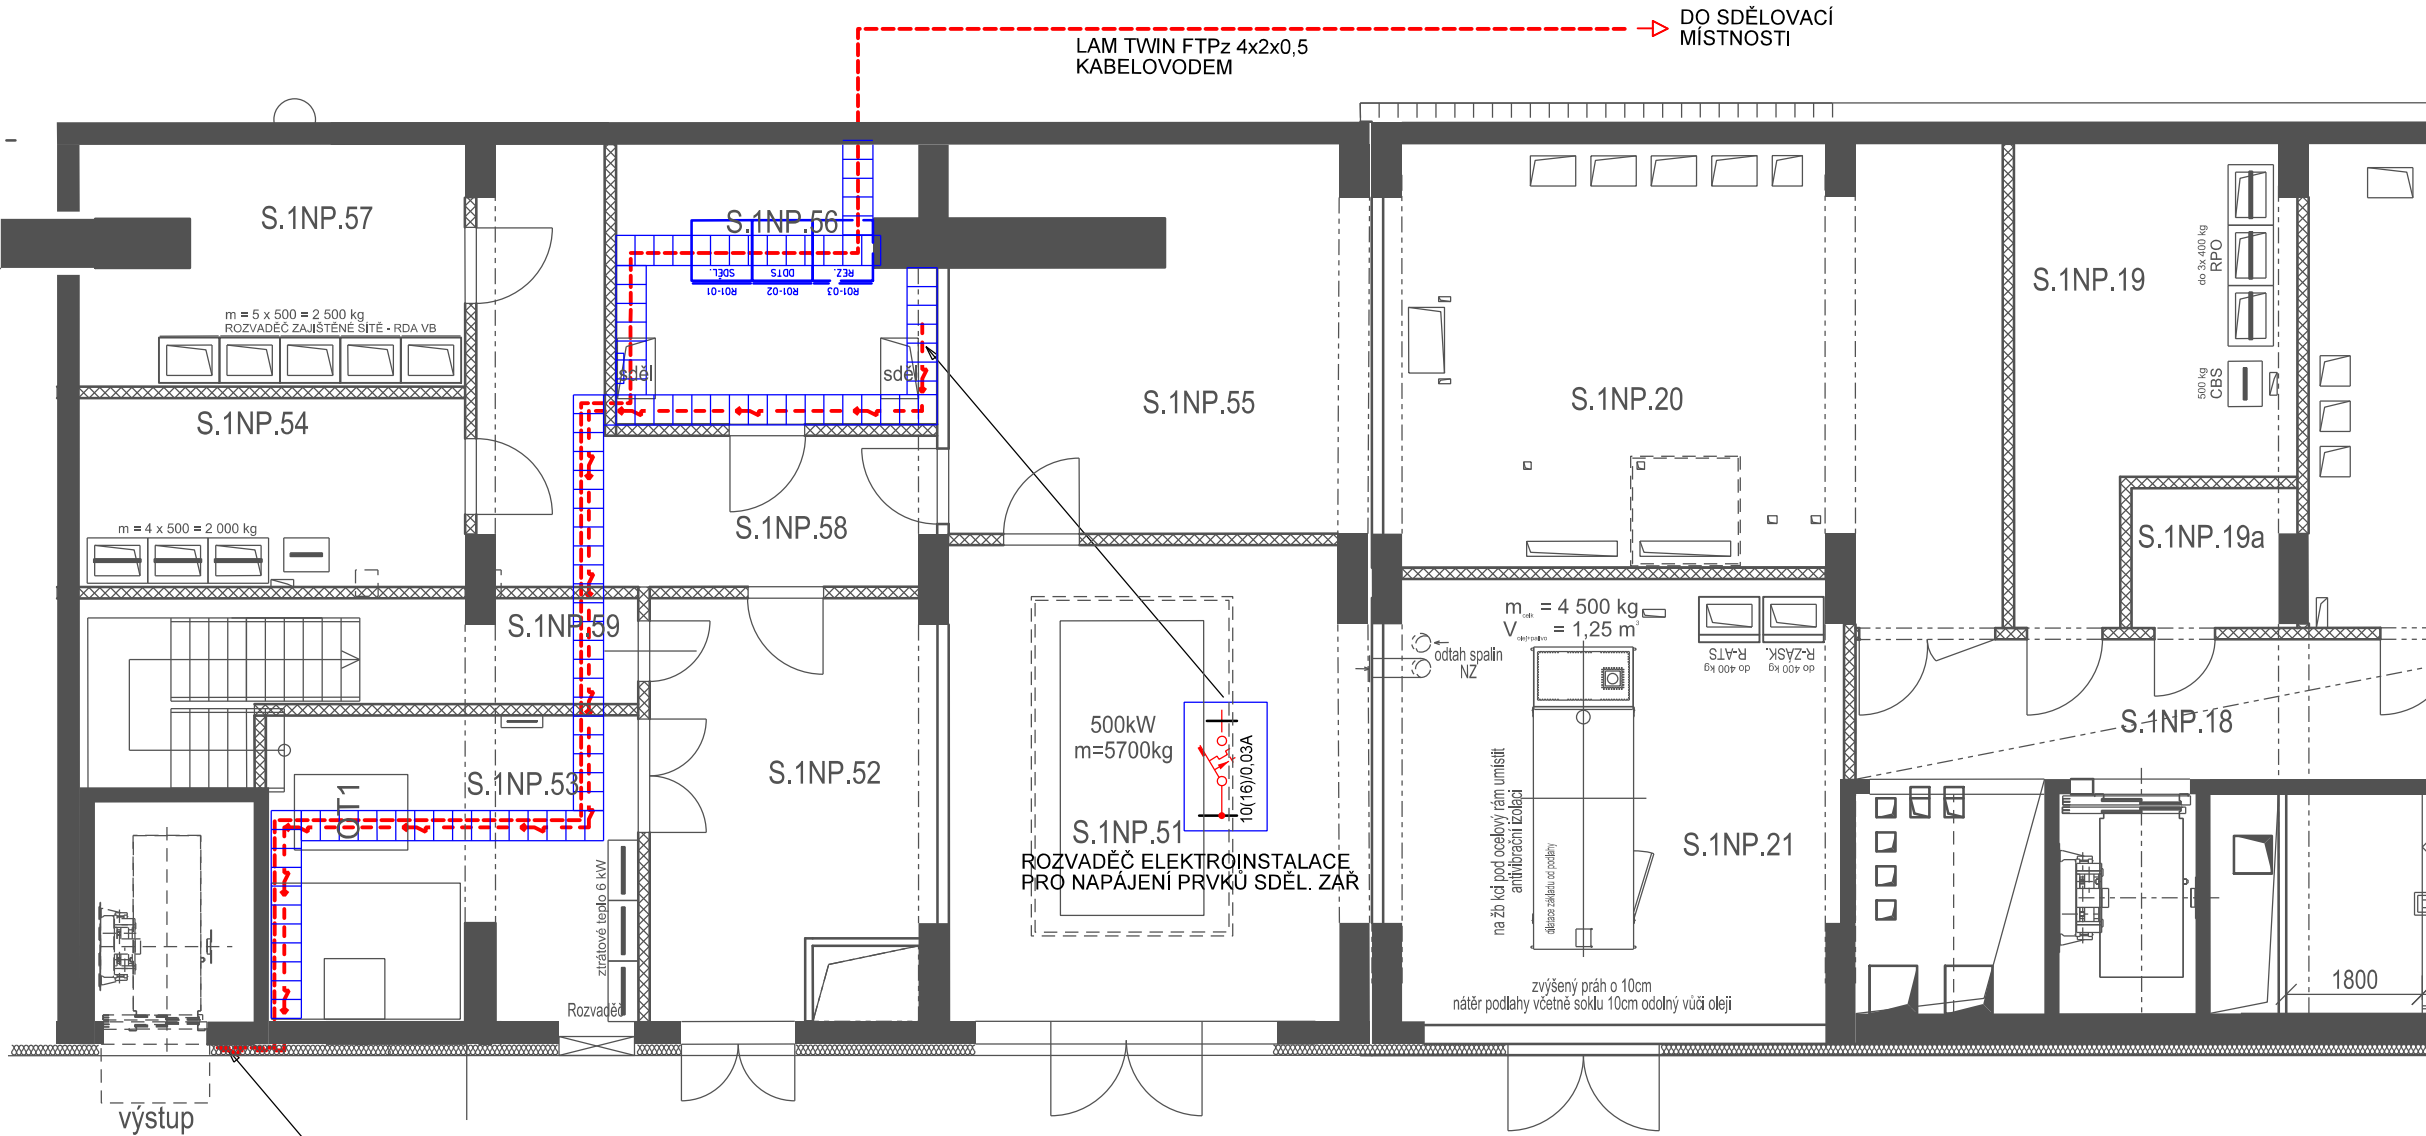 DO SDĚLOVACÍ
MÍSTNOSTI
LAM TWIN FTPz 4x2x0,5
KABELOVODEM
S.1NP.57
S.1NP.56
SDĚL.
DDTS
REZ.
R01-01
R01-02
R01-03
m = 5 x 500 = 2 500 kg
ROZVADĚČ ZAJIŠTĚNÉ SÍTĚ - RDA VB
sděl
sděl
S.1NP.54
S.1NP.55
S.1NP.20
S.1NP.19
do 3x 400 kg
RPO
500 kg
CBS
m = 4 x 500 = 2 000 kg
S.1NP.58
S.1NP.19a
S.1NP.59
m = 4 500 kg
V = 1,25 m³
odtah spalin
NZ
R-ATS
do 400 kg
R-ZÁSK.
do 400 kg
500kW
m=5700kg
10(16)/0,03A
S.1NP.18
S.1NP.53
S.1NP.52
OT1
S.1NP.51
ROZVADĚČ ELEKTROINSTALACE
PRO NAPÁJENÍ PRVKŮ SDĚL. ZAŘ
na žb kci pod ocelový rám umístit
antivibrační izolaci
dilatace základu od podlahy
S.1NP.21
ztrátové teplo 6 kW
Rozvaděč
zvýšený práh o 10cm
nátěr podlahy včetně soklu 10cm odolný vůči oleji
1800
výstup